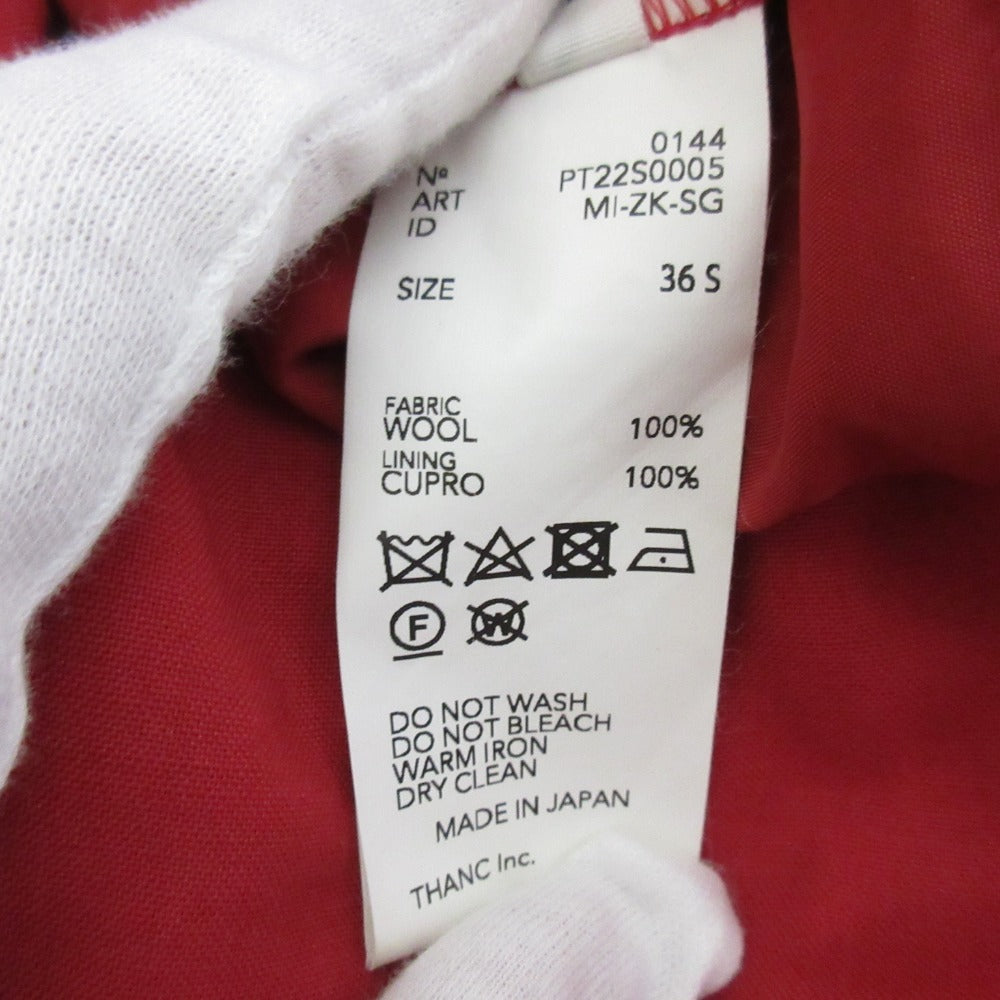 0144
Nº PT22S0005
ART MI-ZK-SG
ID
SIZE 36 S
FABRIC
WOOL 100%
LINING
CUPRO 100%
F W
DO NOT WASH
DO NOT BLEACH
WARM IRON
DRY CLEAN
MADE IN JAPAN
THANC Inc.